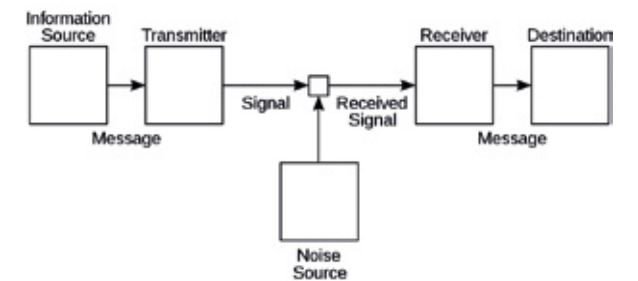 Information
Source
Transmitter
Receiver
Destination
Signal
Received
Signal
Message
Message
Noise
Source